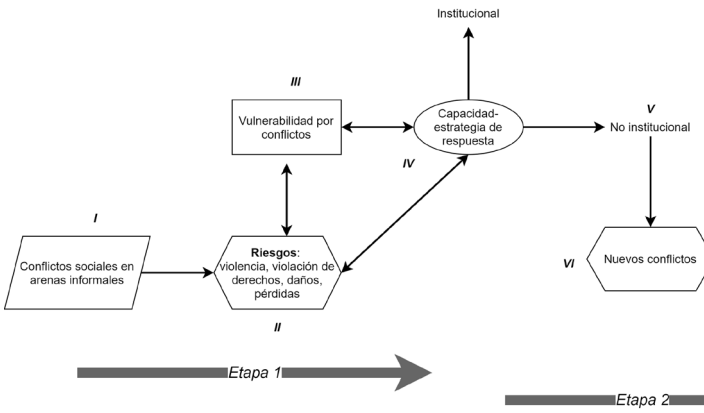 Institucional
III
Vulnerabilidad por
conflictos
Capacidad-
estrategia de
respuesta
V
No institucional
IV
I
Conflictos sociales en
arenas informales
Riesgos:
violencia, violación de
derechos, daños,
pérdidas
II
VI
Nuevos conflictos
Etapa 1
Etapa 2